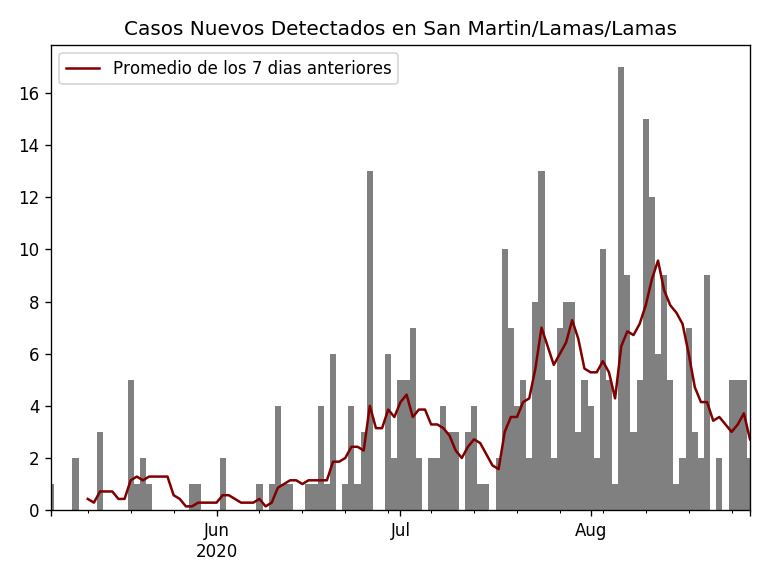 Casos Nuevos Detectados en San Martin/Lamas/Lamas
Promedio de los 7 dias anteriores
16
14
12
10
8
6
4
2
0
Jun
2020
Jul
Aug